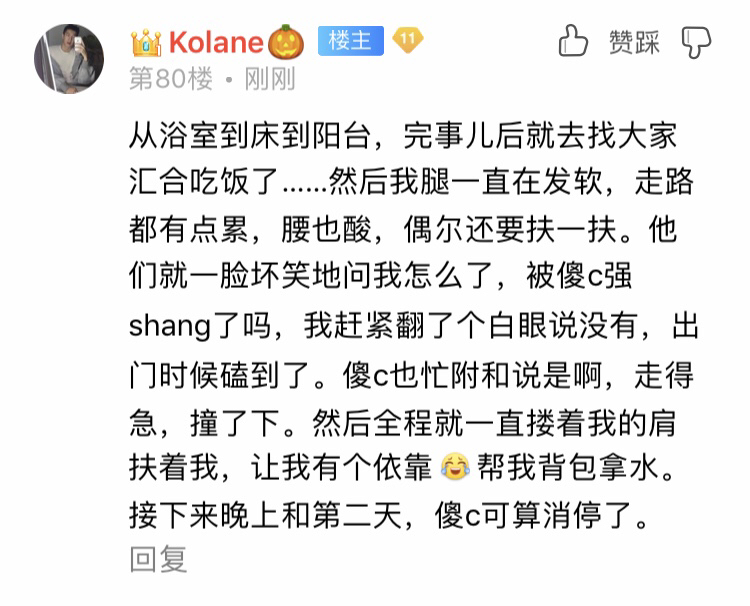 Kolane 楼主 11 赞踩
第80楼 • 刚刚
从浴室到床到阳台，完事儿后就去找大家
汇合吃饭了……然后我腿一直在发软，走路
都有点累，腰也酸，偶尔还要扶一扶。他
们就一脸坏笑地问我怎么了，被傻c强
shang了吗，我赶紧翻了个白眼说没有，出
门时候磕到了。傻c也忙附和说是啊，走得
急，撞了下。然后全程就一直搂着我的肩
扶着我，让我有个依靠😂帮我背包拿水。
接下来晚上和第二天，傻c可算消停了。
回复